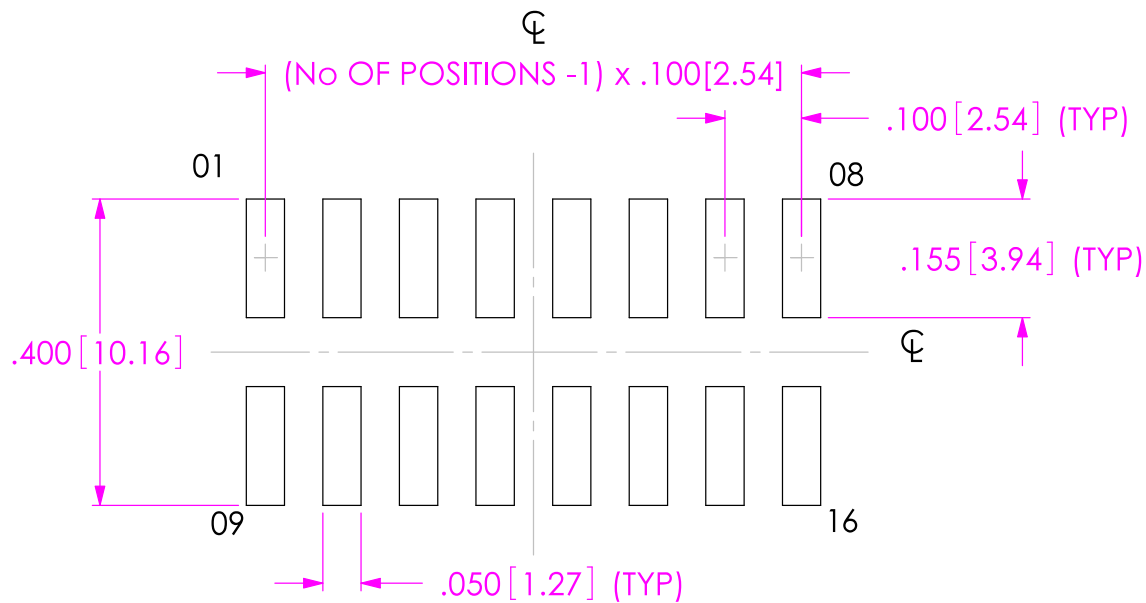 ℄
(No OF POSITIONS -1) x .100[2.54]
.100[2.54] (TYP)
01
08
.155[3.94] (TYP)
.400[10.16]
℄
09
16
.050[1.27] (TYP)